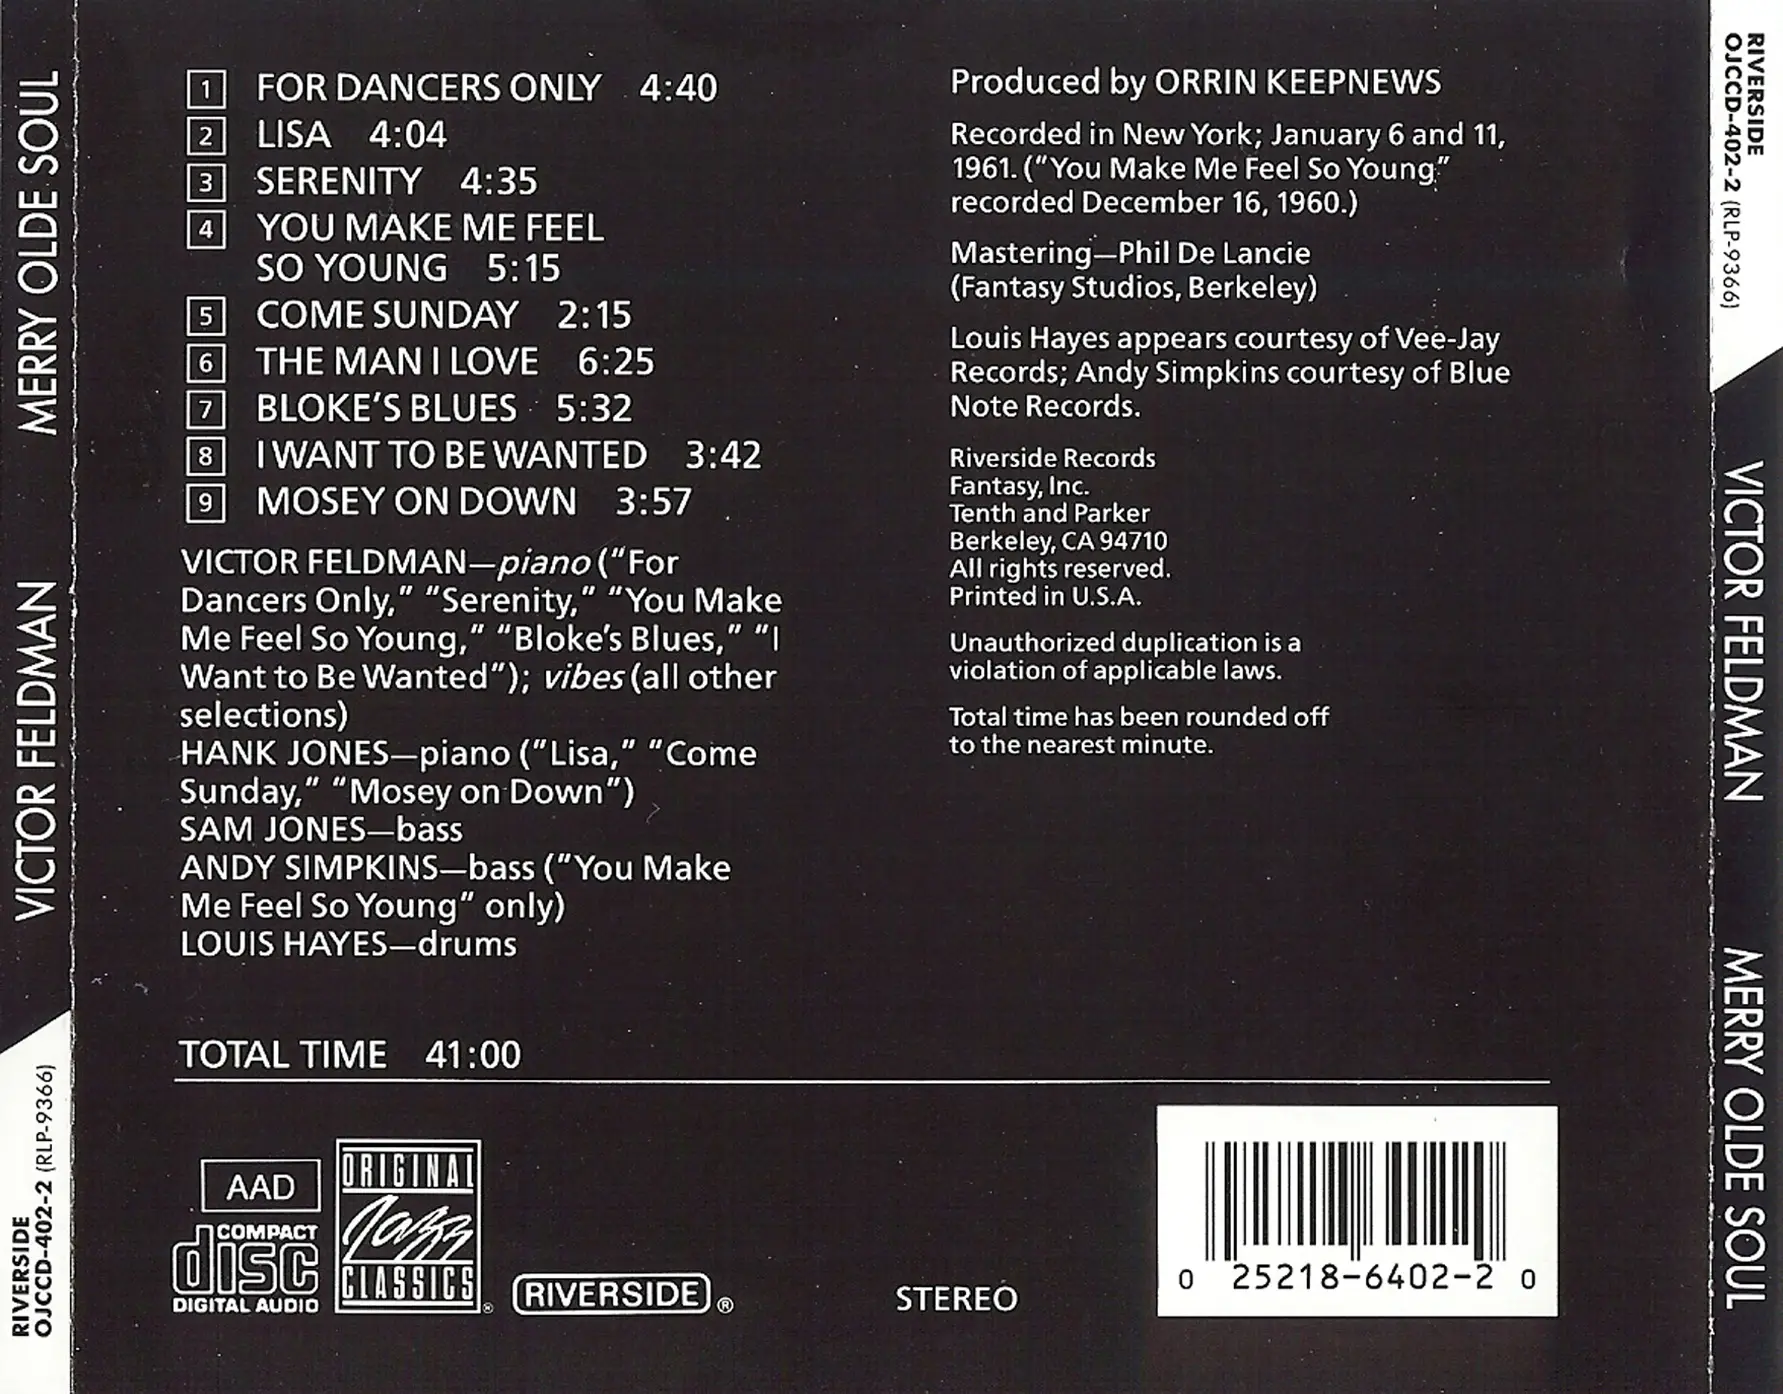 MERRY OLDE SOUL
VICTOR FELDMAN
RIVERSIDE
OJCCD-402-2 (RLP-9366)
1 FOR DANCERS ONLY 4:40
2 LISA 4:04
3 SERENITY 4:35
4 YOU MAKE ME FEEL
SO YOUNG 5:15
5 COME SUNDAY 2:15
6 THE MAN I LOVE 6:25
7 BLOKE'S BLUES 5:32
8 I WANT TO BE WANTED 3:42
9 MOSEY ON DOWN 3:57
VICTOR FELDMAN—piano ("For
Dancers Only," "Serenity," "You Make
Me Feel So Young," "Bloke's Blues," "I
Want to Be Wanted"); vibes (all other
selections)
HANK JONES—piano ("Lisa," "Come
Sunday," "Mosey on Down")
SAM JONES—bass
ANDY SIMPKINS—bass ("You Make
Me Feel So Young" only)
LOUIS HAYES—drums
TOTAL TIME 41:00
Produced by ORRIN KEEPNEWS
Recorded in New York; January 6 and 11,
1961. ("You Make Me Feel So Young"
recorded December 16, 1960.)
Mastering—Phil De Lancie
(Fantasy Studios, Berkeley)
Louis Hayes appears courtesy of Vee-Jay
Records; Andy Simpkins courtesy of Blue
Note Records.
Riverside Records
Fantasy, Inc.
Tenth and Parker
Berkeley, CA 94710
All rights reserved.
Printed in U.S.A.
Unauthorized duplication is a
violation of applicable laws.
Total time has been rounded off
to the nearest minute.
AAD
COMPACT
disc
DIGITAL AUDIO
ORIGINAL
Jazz
CLASSICS ®
RIVERSIDE ®
STEREO
0 25218-6402-2 0
RIVERSIDE
OJCCD-402-2 (RLP-9366)
VICTOR FELDMAN
MERRY OLDE SOUL